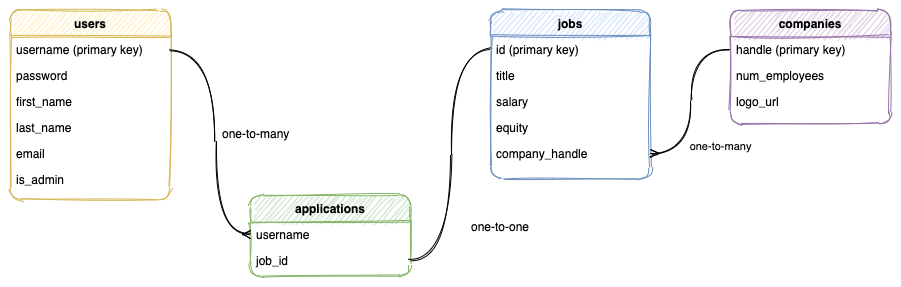 users
username (primary key)
password
first_name
last_name
email
is_admin
one-to-many
applications
username
job_id
one-to-one
jobs
id (primary key)
title
salary
equity
company_handle
one-to-many
companies
handle (primary key)
num_employees
logo_url